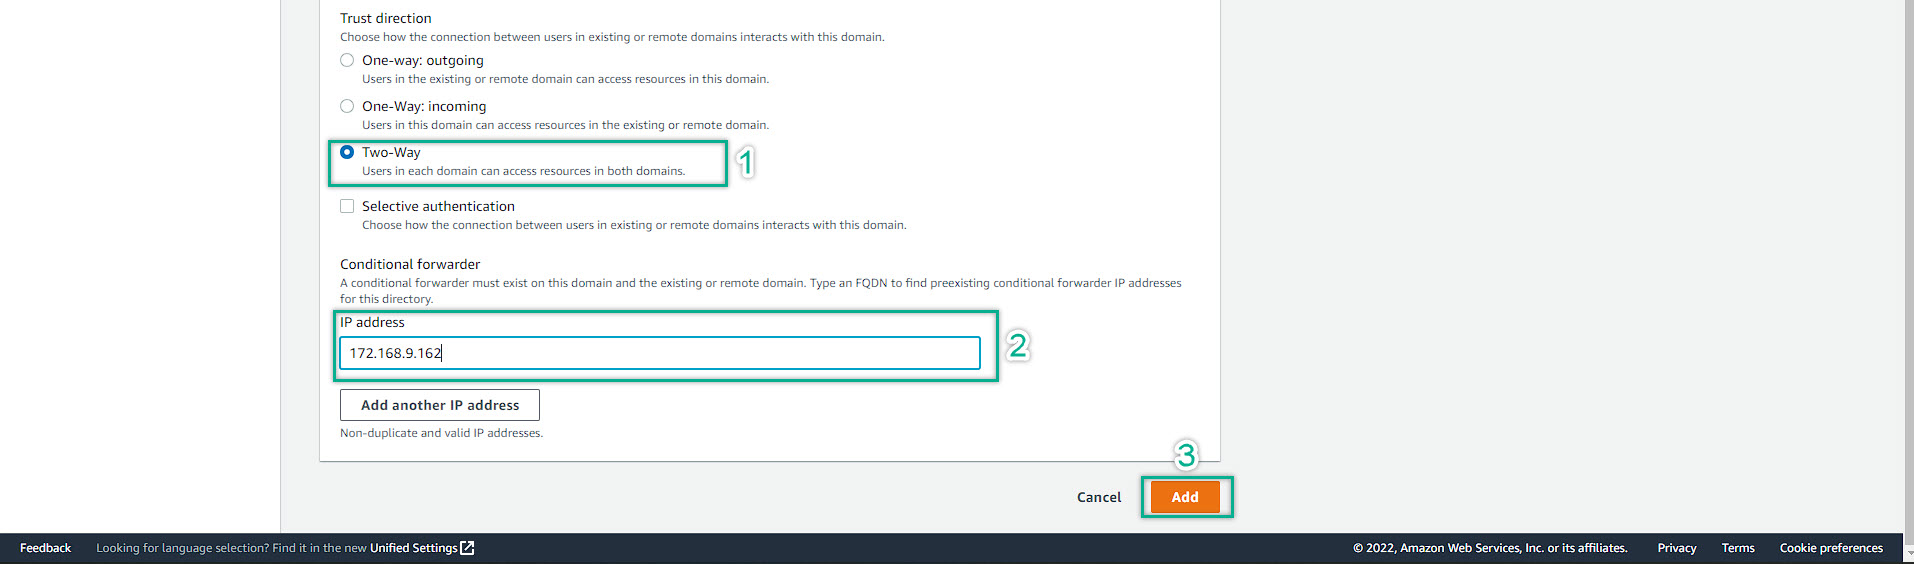 Trust direction
Choose how the connection between users in existing or remote domains interacts with this domain.
One-way: outgoing
Users in the existing or remote domain can access resources in this domain.
One-Way: incoming
Users in this domain can access resources in the existing or remote domain.
Two-Way
Users in each domain can access resources in both domains.
1
Selective authentication
Choose how the connection between users in existing or remote domains interacts with this domain.
Conditional forwarder
A conditional forwarder must exist on this domain and the existing or remote domain. Type an FQDN to find preexisting conditional forwarder IP addresses
for this directory.
IP address
172.168.9.162
2
Add another IP address
Non-duplicate and valid IP addresses.
3
Cancel
Add
Feedback
Looking for language selection? Find it in the new Unified Settings
© 2022, Amazon Web Services, Inc. or its affiliates.
Privacy
Terms
Cookie preferences